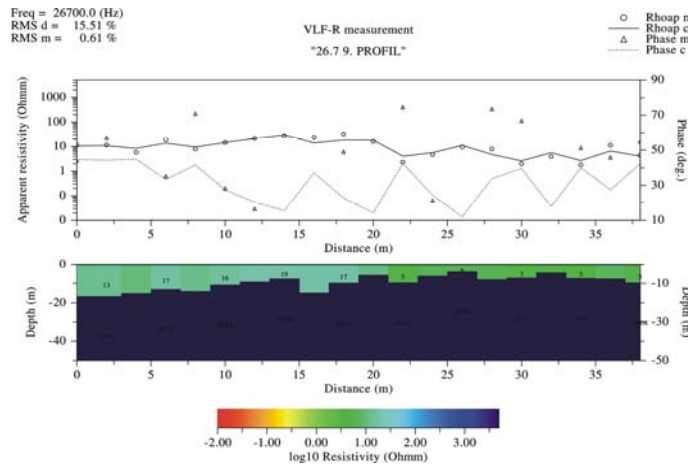 Freq = 26700.0 (Hz)
RMS d = 15.51 %
RMS m = 0.61 %
VLF-R measurement
"26.7 9. PROFIL"
Rhoap m
Rhoap c
Phase m
Phase c
Apparent resistivity (Ohmm)
1000
100
10
1
0
0
90
70
50
30
10
Phase (deg.)
0 5 10 15 20 25 30 35
Distance (m)
0
-20
-40
Depth (m)
13 17 16 19 17 5 3 3
0
-10
-30
-50
Depth (m)
0 5 10 15 20 25 30 35
Distance (m)
-2.00 -1.00 0.00 1.00 2.00 3.00
log10 Resistivity (Ohmm)